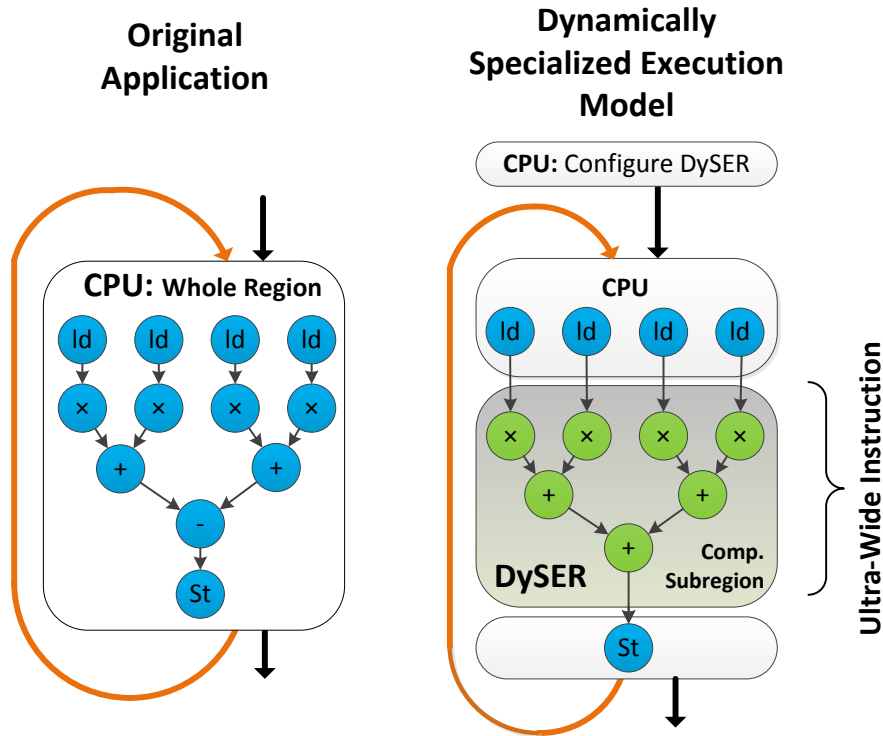 Original
Application
CPU: Whole Region
ld ld ld ld
× × × ×
+ +
-
St
Dynamically
Specialized Execution
Model
CPU: Configure DySER
CPU
ld ld ld ld
× × × ×
+ +
+
DySER
Comp.
Subregion
St
Ultra-Wide Instruction